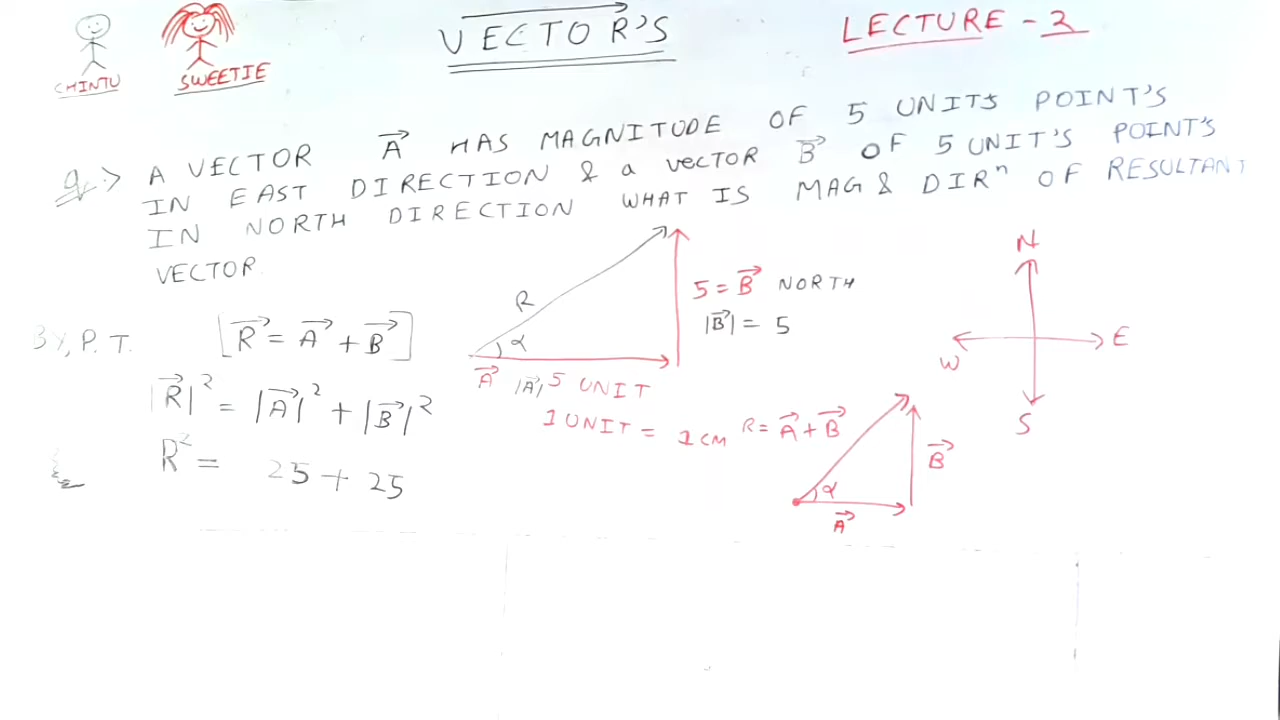 CHINTU
SWEETIE
VECTOR'S
LECTURE - 2
Q:> A VECTOR A⃗ HAS MAGNITUDE OF 5 UNITS POINT'S
IN EAST DIRECTION & a vector B⃗ OF 5 UNIT'S POINT'S
IN NORTH DIRECTION WHAT IS MAG & DIRⁿ OF RESULTANT
VECTOR.
R
α
5 = B⃗ NORTH
|B⃗| = 5
A⃗ |A⃗| 5 UNIT
1 UNIT = 1 CM
N
W
E
S
By, P. T.
[R⃗ = A⃗ + B⃗]
|R⃗|² = |A⃗|² + |B⃗|²
R² = 25 + 25
R = A⃗ + B⃗
B⃗
α
A⃗